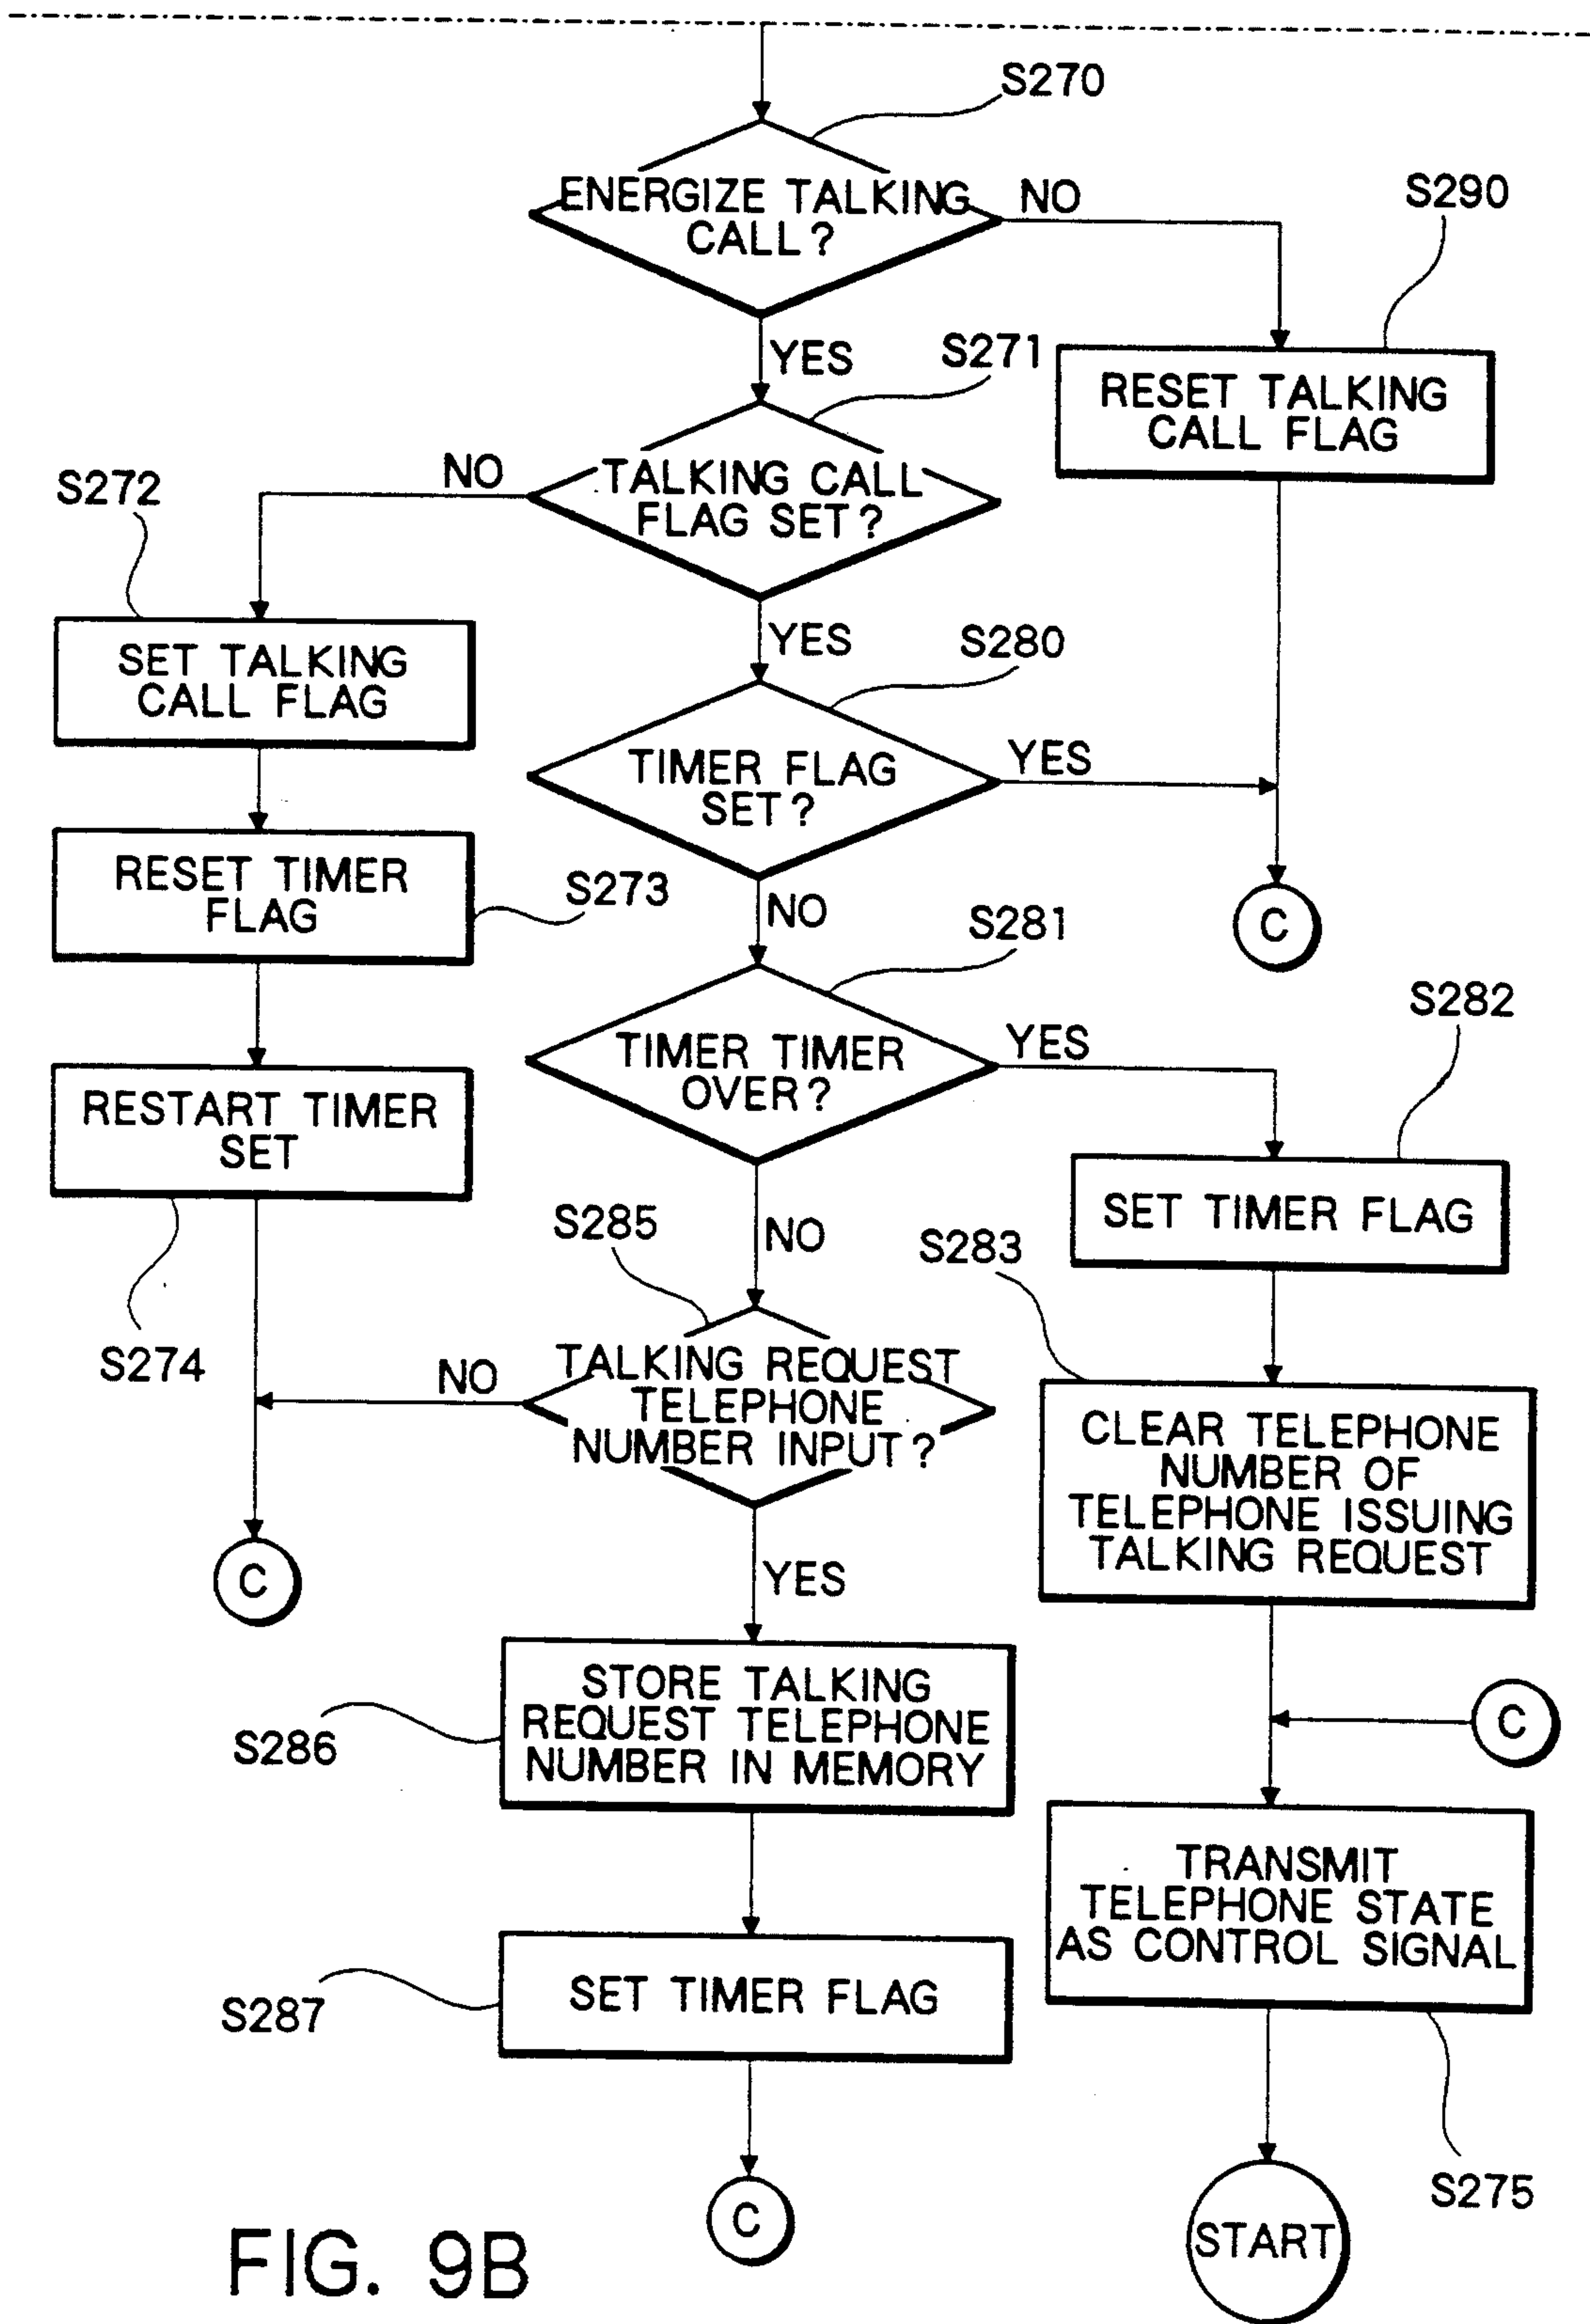 S270
ENERGIZE TALKING
CALL?
NO
S290
YES
S271
RESET TALKING
CALL FLAG
S272
NO
TALKING CALL
FLAG SET?
SET TALKING
CALL FLAG
YES
S280
TIMER FLAG
SET?
YES
RESET TIMER
FLAG
S273
NO
S281
C
TIMER TIMER
OVER?
YES
S282
RESTART TIMER
SET
S274
S285
NO
SET TIMER FLAG
S283
NO
TALKING REQUEST
TELEPHONE
NUMBER INPUT?
CLEAR TELEPHONE
NUMBER OF
TELEPHONE ISSUING
TALKING REQUEST
C
YES
S286
STORE TALKING
REQUEST TELEPHONE
NUMBER IN MEMORY
C
TRANSMIT
TELEPHONE STATE
AS CONTROL SIGNAL
S287
SET TIMER FLAG
S275
C
START
FIG. 9B